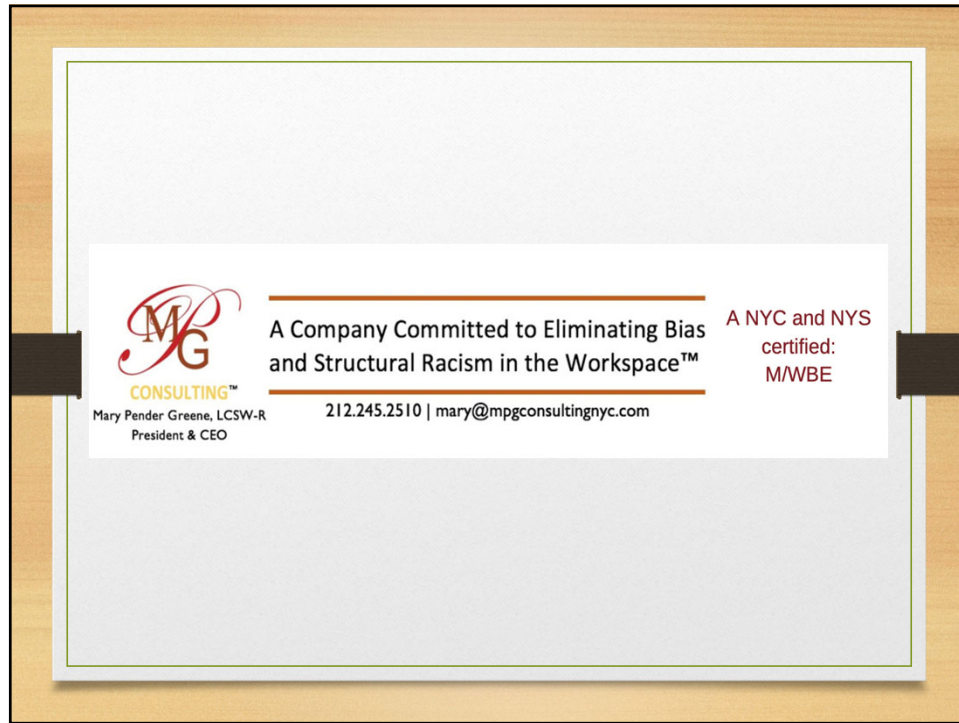 MPG
CONSULTING™
Mary Pender Greene, LCSW-R
President & CEO
A Company Committed to Eliminating Bias
and Structural Racism in the Workspace™
212.245.2510 | mary@mpgconsultingnyc.com
A NYC and NYS
certified:
M/WBE